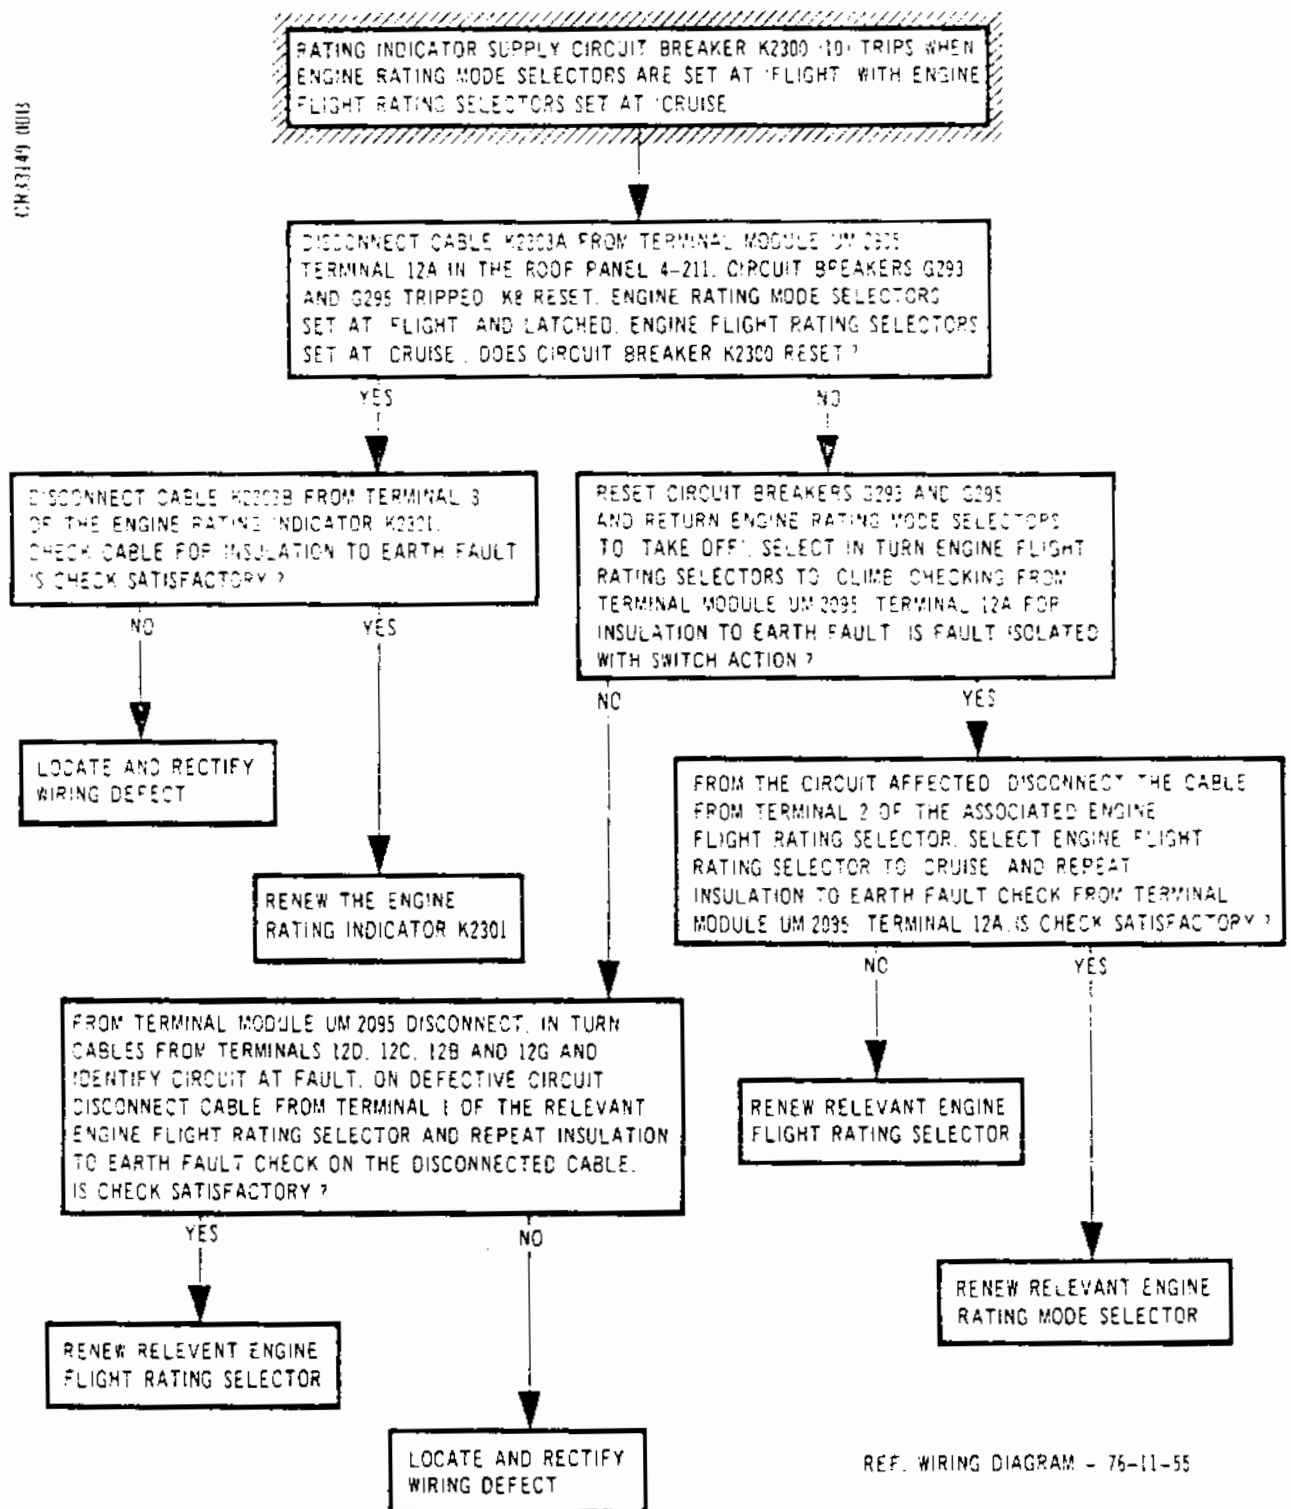 RATING INDICATOR SUPPLY CIRCUIT BREAKER K2300 (10) TRIPS WHEN
ENGINE RATING MODE SELECTORS ARE SET AT 'FLIGHT' WITH ENGINE
FLIGHT RATING SELECTORS SET AT 'CRUISE
DISCONNECT CABLE K2303A FROM TERMINAL MODULE UM
TERMINAL 12A IN THE ROOF PANEL 4-211. CIRCUIT BREAKERS G293
AND G295 TRIPPED K8 RESET. ENGINE RATING MODE SELECTORS
SET AT FLIGHT AND LATCHED. ENGINE FLIGHT RATING SELECTORS
SET AT CRUISE. DOES CIRCUIT BREAKER K2300 RESET ?
YES
NO
DISCONNECT CABLE FROM TERMINAL 3
OF THE ENGINE RATING INDICATOR K2301.
CHECK CABLE FOR INSULATION TO EARTH FAULT
IS CHECK SATISFACTORY ?
RESET CIRCUIT BREAKERS G293 AND G295
AND RETURN ENGINE RATING MODE SELECTORS
TO 'TAKE OFF'. SELECT IN TURN ENGINE FLIGHT
RATING SELECTORS TO CLIMB CHECKING FROM
TERMINAL MODULE UM 2095 TERMINAL 12A FOR
INSULATION TO EARTH FAULT IS FAULT ISOLATED
WITH SWITCH ACTION ?
NO
YES
NO
YES
LOCATE AND RECTIFY
WIRING DEFECT
FROM THE CIRCUIT AFFECTED DISCONNECT THE CABLE
FROM TERMINAL 2 OF THE ASSOCIATED ENGINE
FLIGHT RATING SELECTOR. SELECT ENGINE FLIGHT
RATING SELECTOR TO CRUISE AND REPEAT
INSULATION TO EARTH FAULT CHECK FROM TERMINAL
MODULE UM 2095 TERMINAL 12A. IS CHECK SATISFACTORY ?
RENEW THE ENGINE
RATING INDICATOR K2301
NO
YES
FROM TERMINAL MODULE UM 2095 DISCONNECT, IN TURN
CABLES FROM TERMINALS 12D, 12C, 12B AND 12G AND
IDENTIFY CIRCUIT AT FAULT, ON DEFECTIVE CIRCUIT
DISCONNECT CABLE FROM TERMINAL 1 OF THE RELEVANT
ENGINE FLIGHT RATING SELECTOR AND REPEAT INSULATION
TO EARTH FAULT CHECK ON THE DISCONNECTED CABLE.
IS CHECK SATISFACTORY ?
RENEW RELEVANT ENGINE
FLIGHT RATING SELECTOR
YES
NO
RENEW RELEVANT ENGINE
RATING MODE SELECTOR
RENEW RELEVENT ENGINE
FLIGHT RATING SELECTOR
LOCATE AND RECTIFY
WIRING DEFECT
REF. WIRING DIAGRAM - 76-11-55